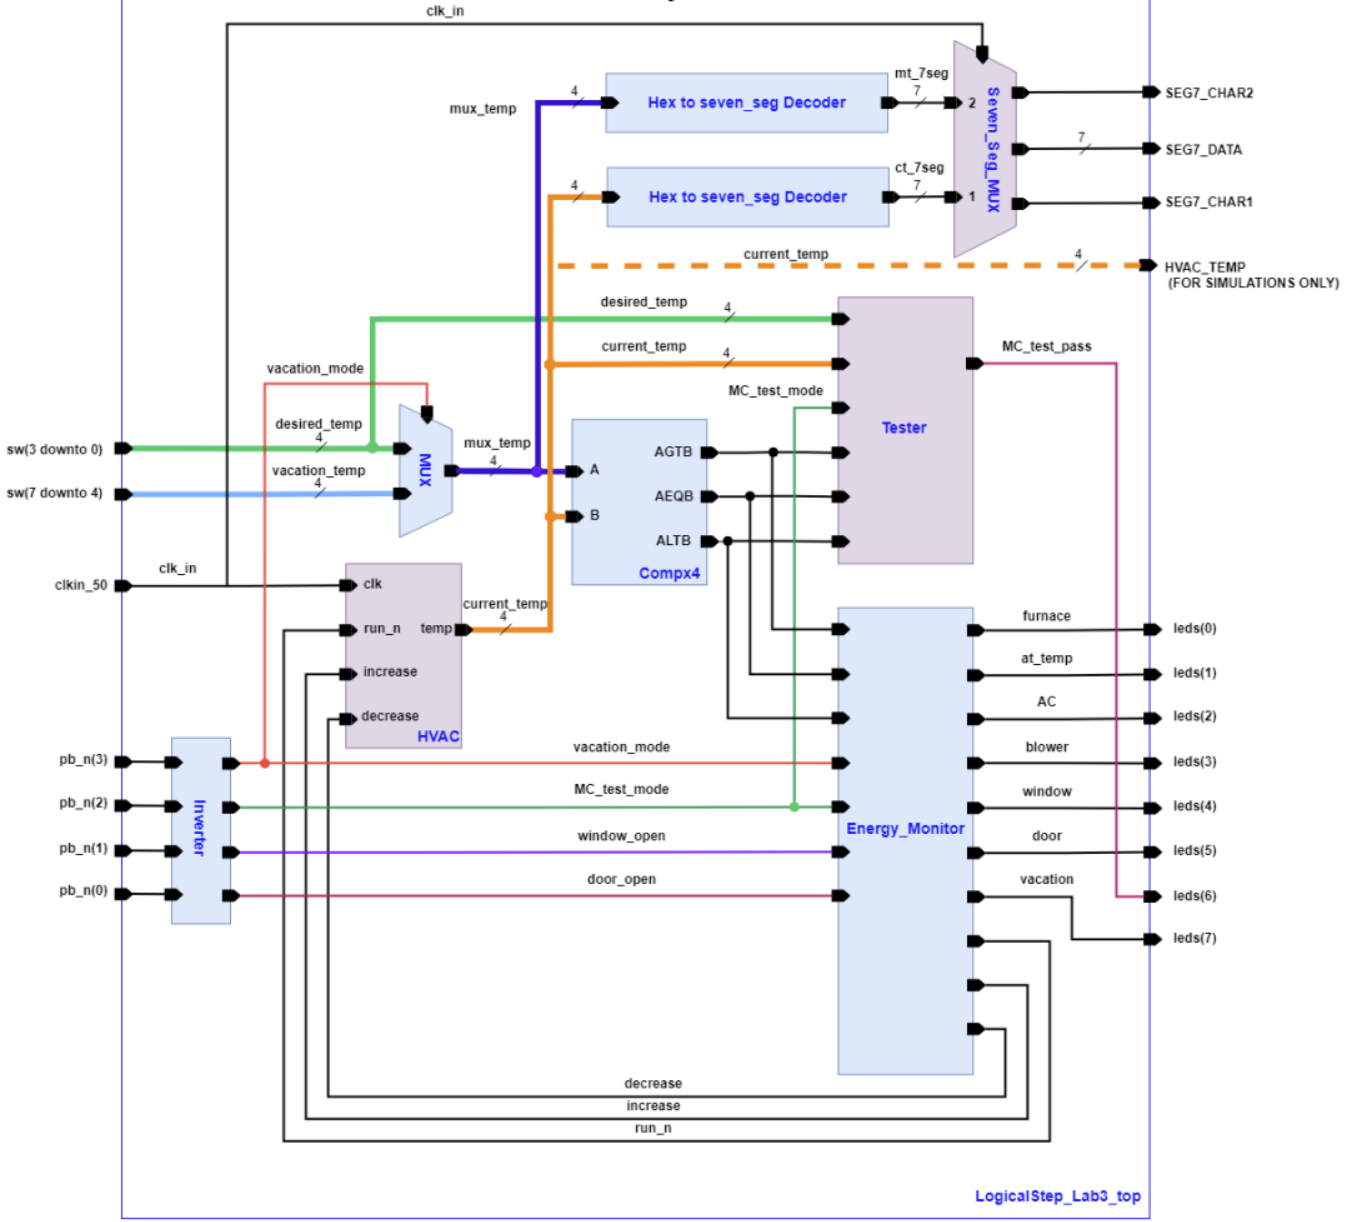 clk_in
mt_7seg
mux_temp
4
Hex to seven_seg Decoder
7
2
SEG7_CHAR2
Seven_Seg_MUX
7
SEG7_DATA
ct_7seg
4
Hex to seven_seg Decoder
7
1
SEG7_CHAR1
current_temp
4
HVAC_TEMP
(FOR SIMULATIONS ONLY)
desired_temp
4
current_temp
4
MC_test_pass
vacation_mode
MC_test_mode
desired_temp
4
Tester
sw(3 downto 0)
mux_temp
4
AGTB
MUX
vacation_temp
4
A
sw(7 downto 4)
AEQB
B
ALTB
Compx4
clk_in
clkin_50
clk
current_temp
4
run_n
temp
furnace
leds(0)
increase
at_temp
leds(1)
decrease
AC
leds(2)
HVAC
pb_n(3)
vacation_mode
blower
leds(3)
pb_n(2)
MC_test_mode
window
leds(4)
Inverter
Energy_Monitor
pb_n(1)
window_open
door
leds(5)
pb_n(0)
door_open
vacation
leds(6)
leds(7)
decrease
increase
run_n
LogicalStep_Lab3_top